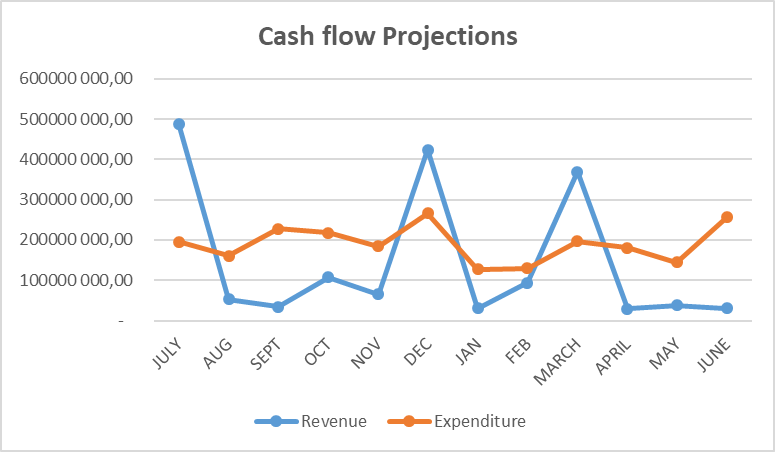 Cash flow Projections
600000 000,00
500000 000,00
400000 000,00
300000 000,00
200000 000,00
100000 000,00
-
JULY AUG SEPT OCT NOV DEC JAN FEB MARCH APRIL MAY JUNE
Revenue Expenditure